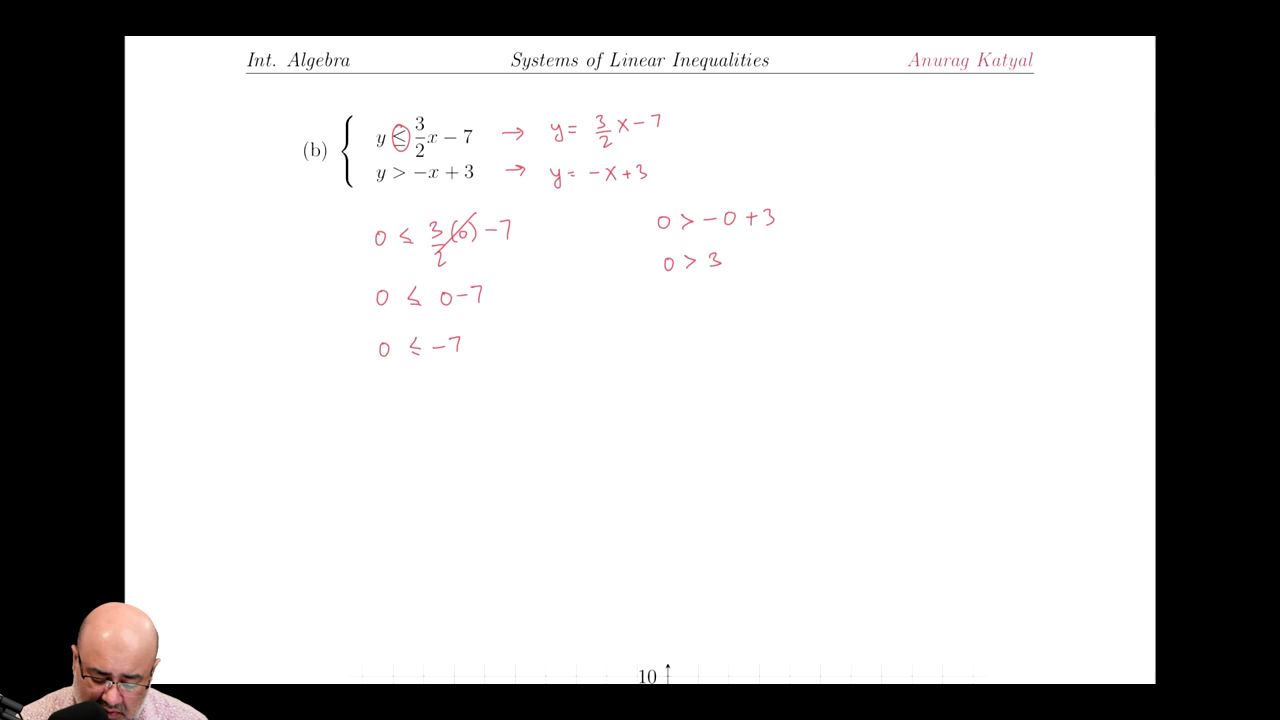 Int. Algebra Systems of Linear Inequalities Anurag Katyal
(b) { y ≤ 3/2 x − 7 → y = 3/2 x − 7
y > −x + 3 → y = −x + 3
0 ≤ 3/2 (0) − 7 0 > −0 + 3
0 > 3
0 ≤ 0 − 7
0 ≤ −7
10